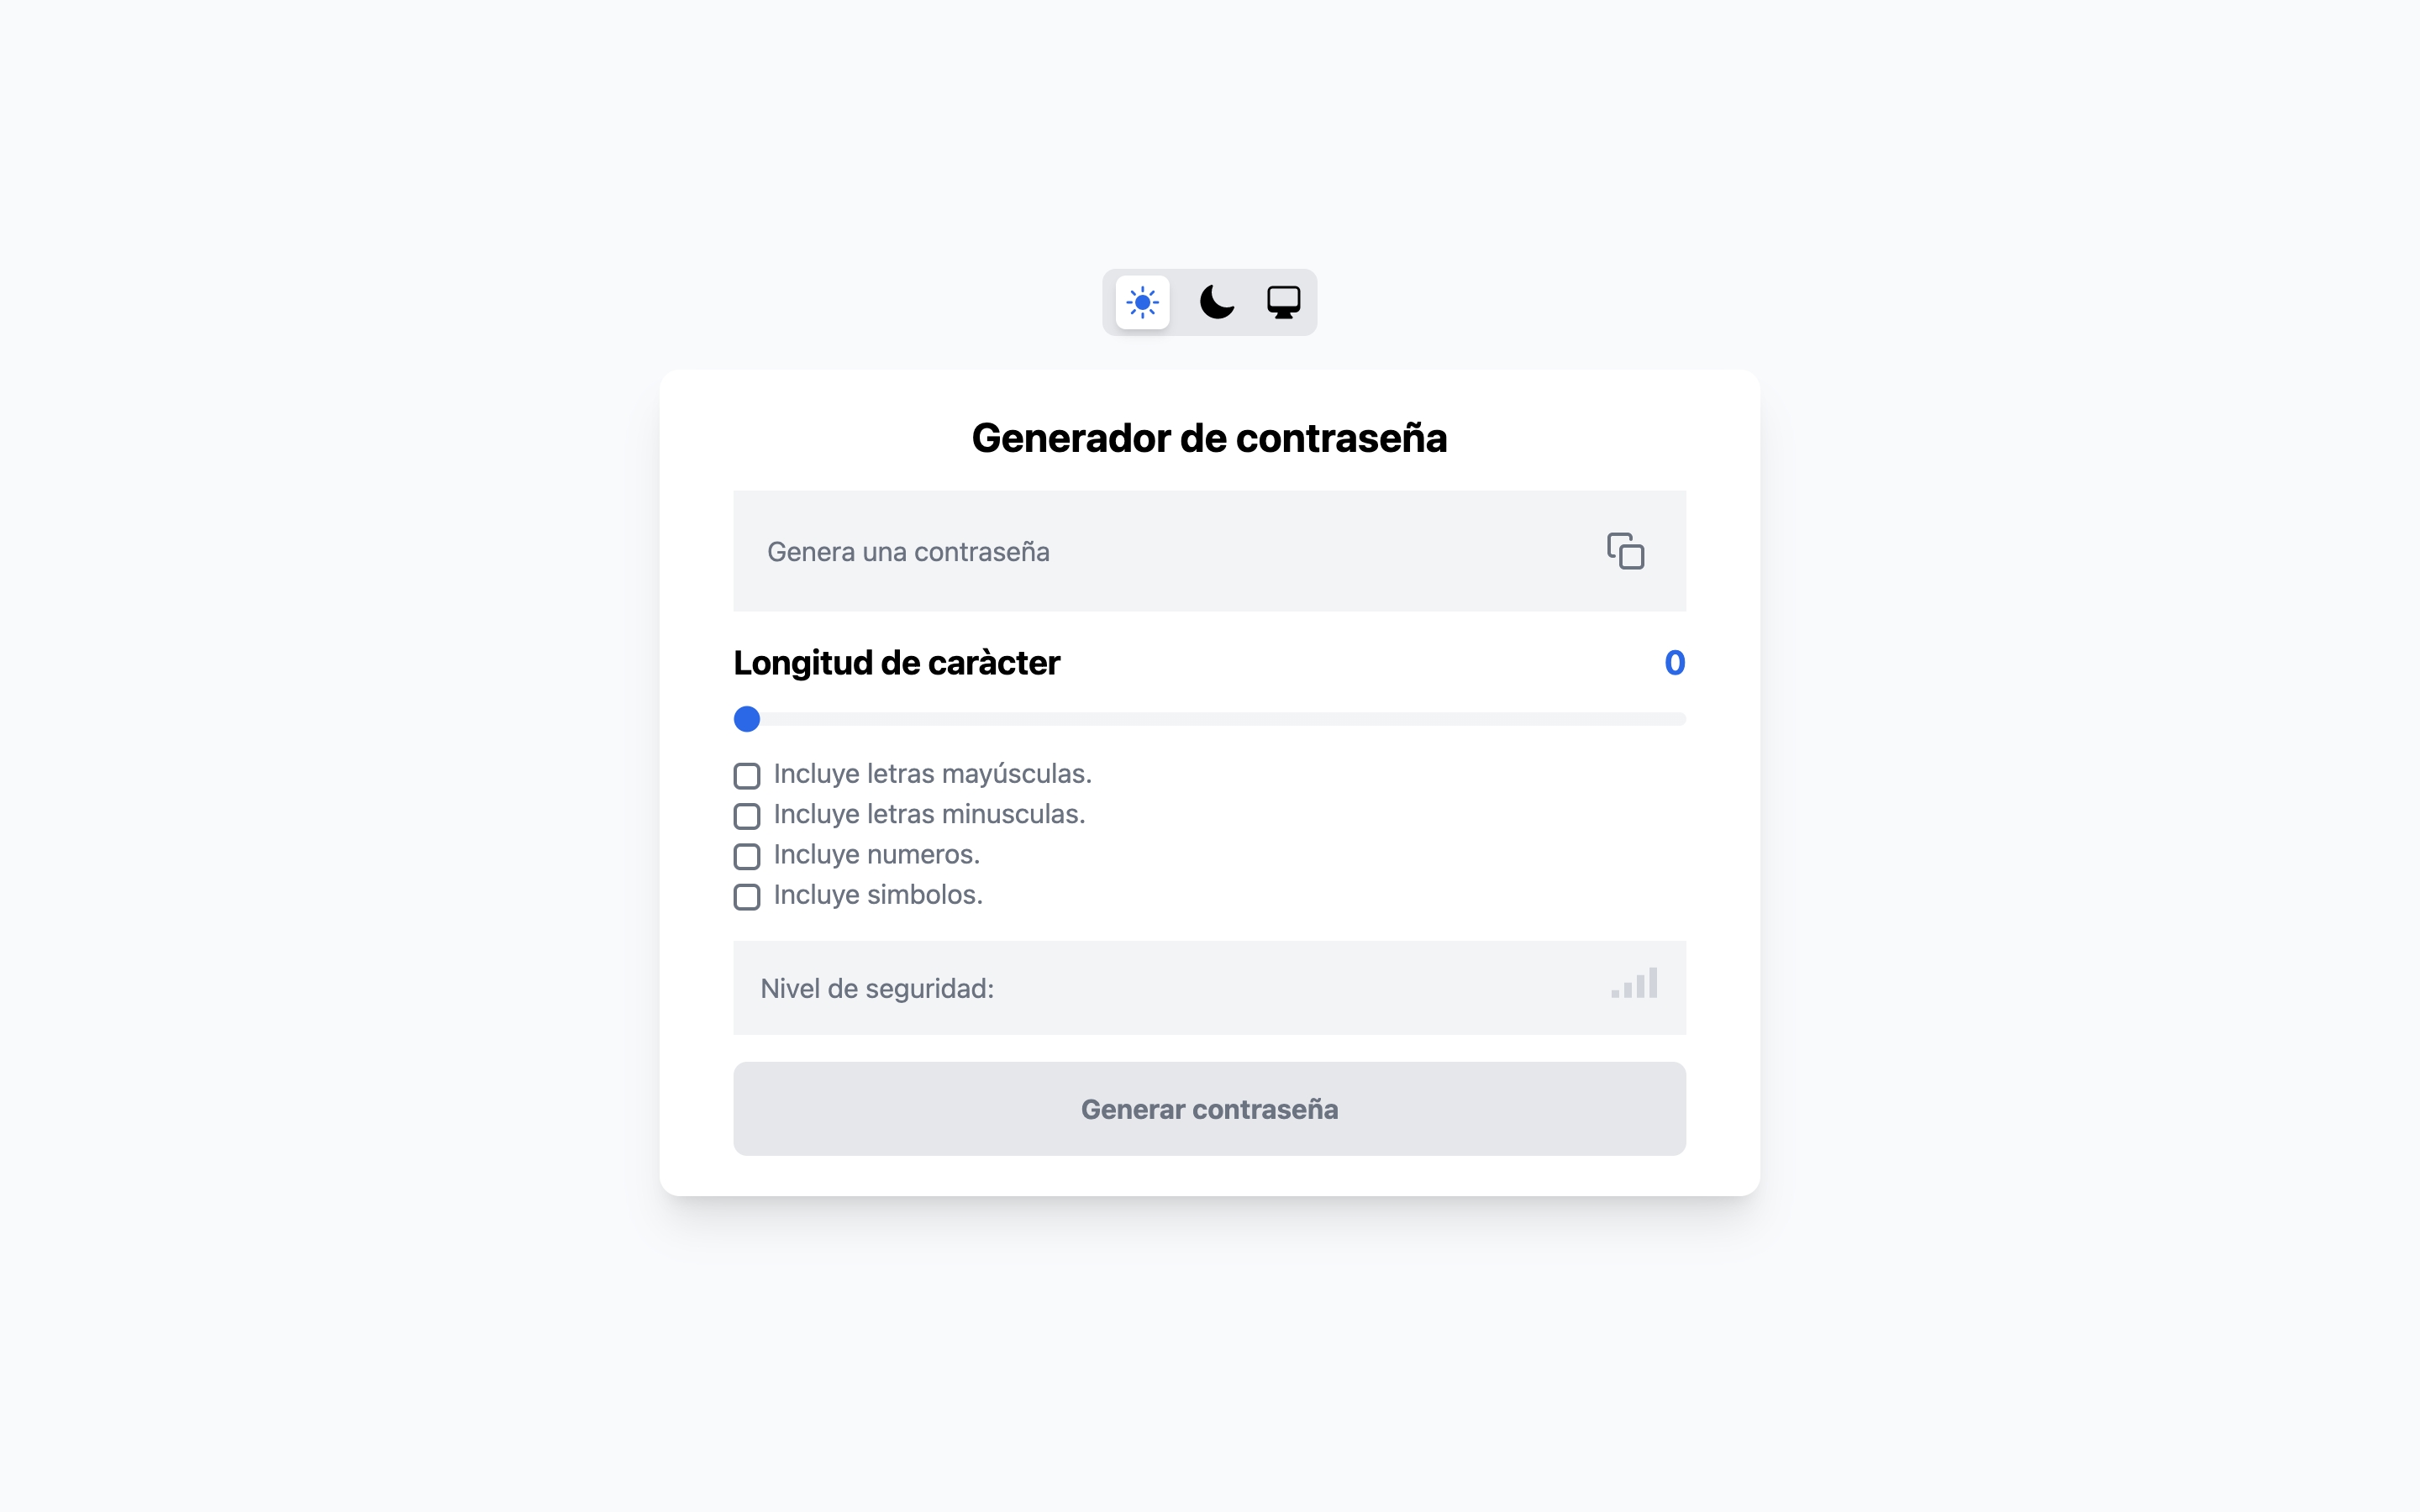 Generador de contraseña
Genera una contraseña
Longitud de caràcter 0
Incluye letras mayúsculas.
Incluye letras minusculas.
Incluye numeros.
Incluye simbolos.
Nivel de seguridad:
Generar contraseña